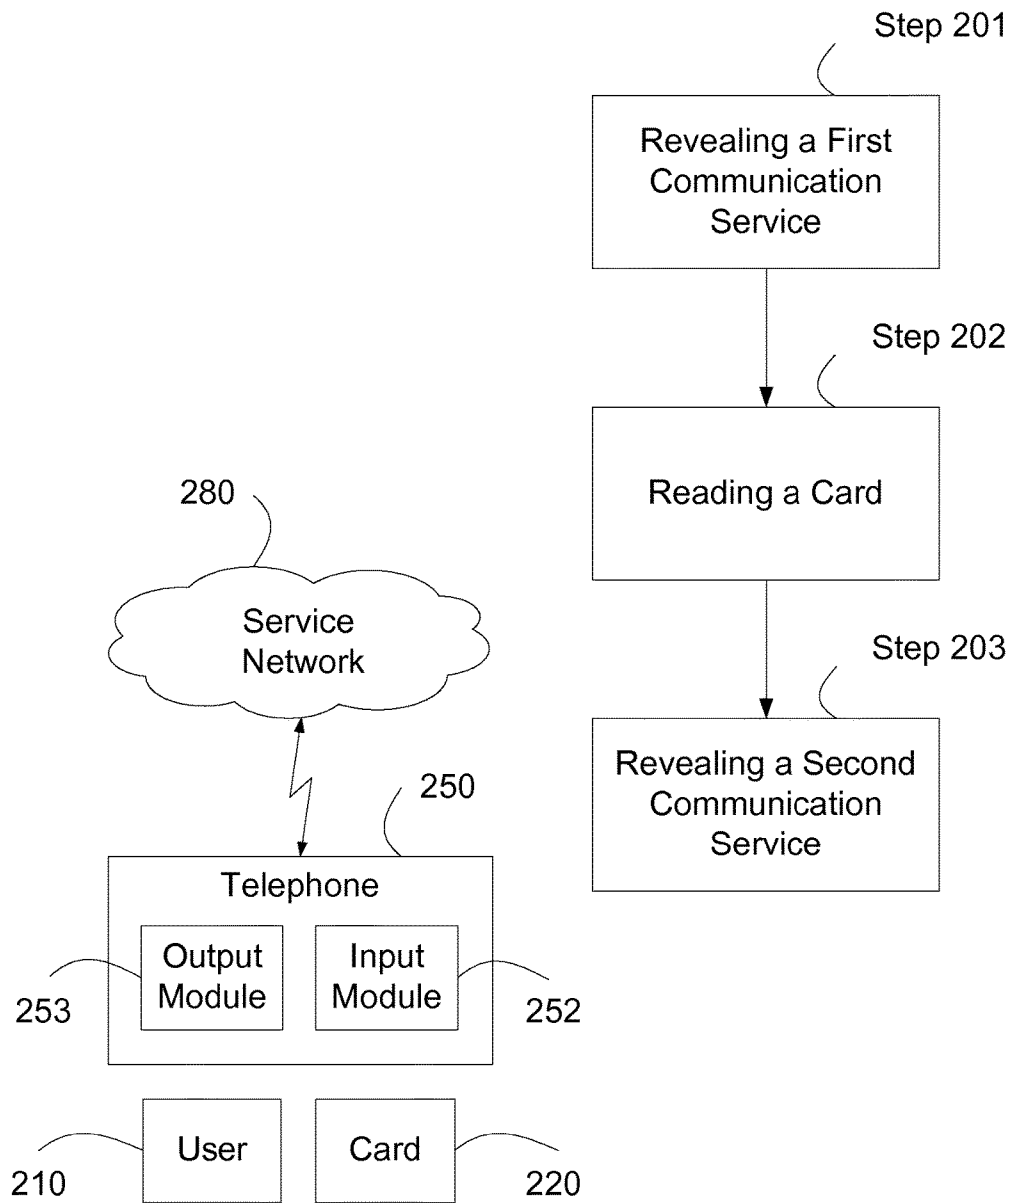 Step 201
Revealing a First
Communication
Service
Step 202
Reading a Card
280
Service
Network
Step 203
Revealing a Second
Communication
Service
250
Telephone
Output
Module
Input
Module
253
252
User
Card
210
220